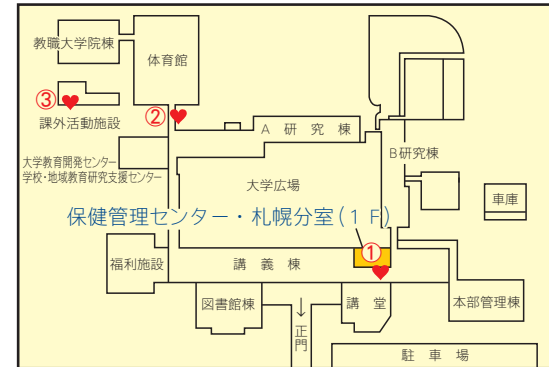 教職大学院棟
体育館
③
課外活動施設
②
A 研 究 棟
B研究棟
大学教育開発センター
学校・地域教育研究支援センター
大学広場
車庫
保健管理センター・札幌分室(1 F)
①
福利施設
講 義 棟
図書館棟
↓
正門
講 堂
本部管理棟
駐 車 場